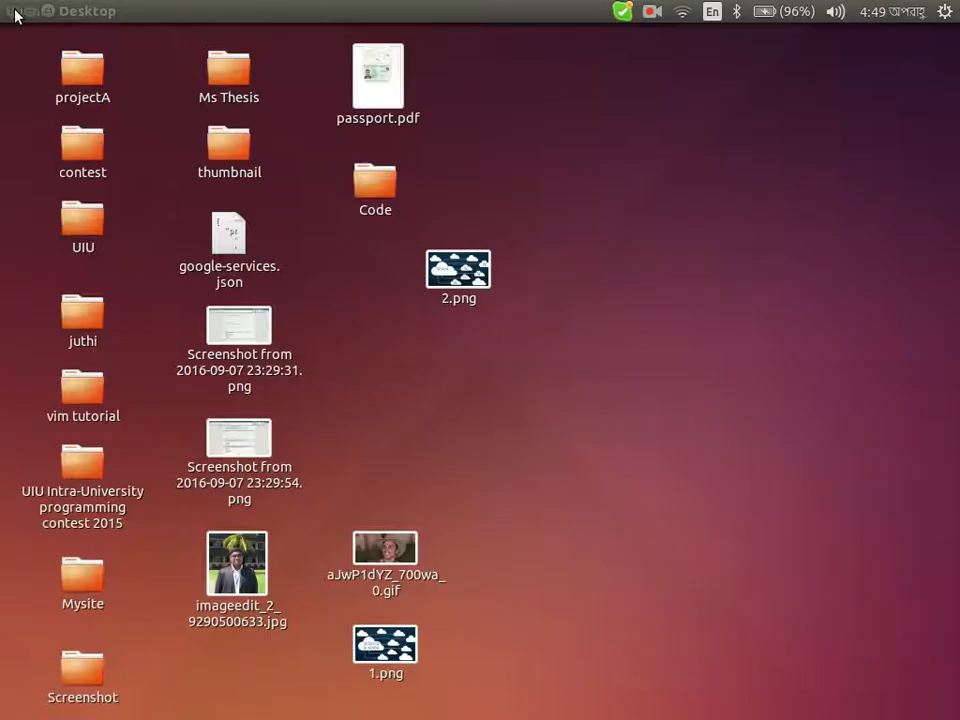 Desktop
En
(96%)
4:49 অপরাহ্ণ
projectA
Ms Thesis
passport.pdf
contest
thumbnail
Code
UIU
google-services.
json
2.png
juthi
Screenshot from
2016-09-07 23:29:31.
png
vim tutorial
Screenshot from
2016-09-07 23:29:54.
png
UIU Intra-University
programming
contest 2015
Mysite
imageedit_2_
9290500633.jpg
aJwP1dYZ_700wa_
0.gif
1.png
Screenshot